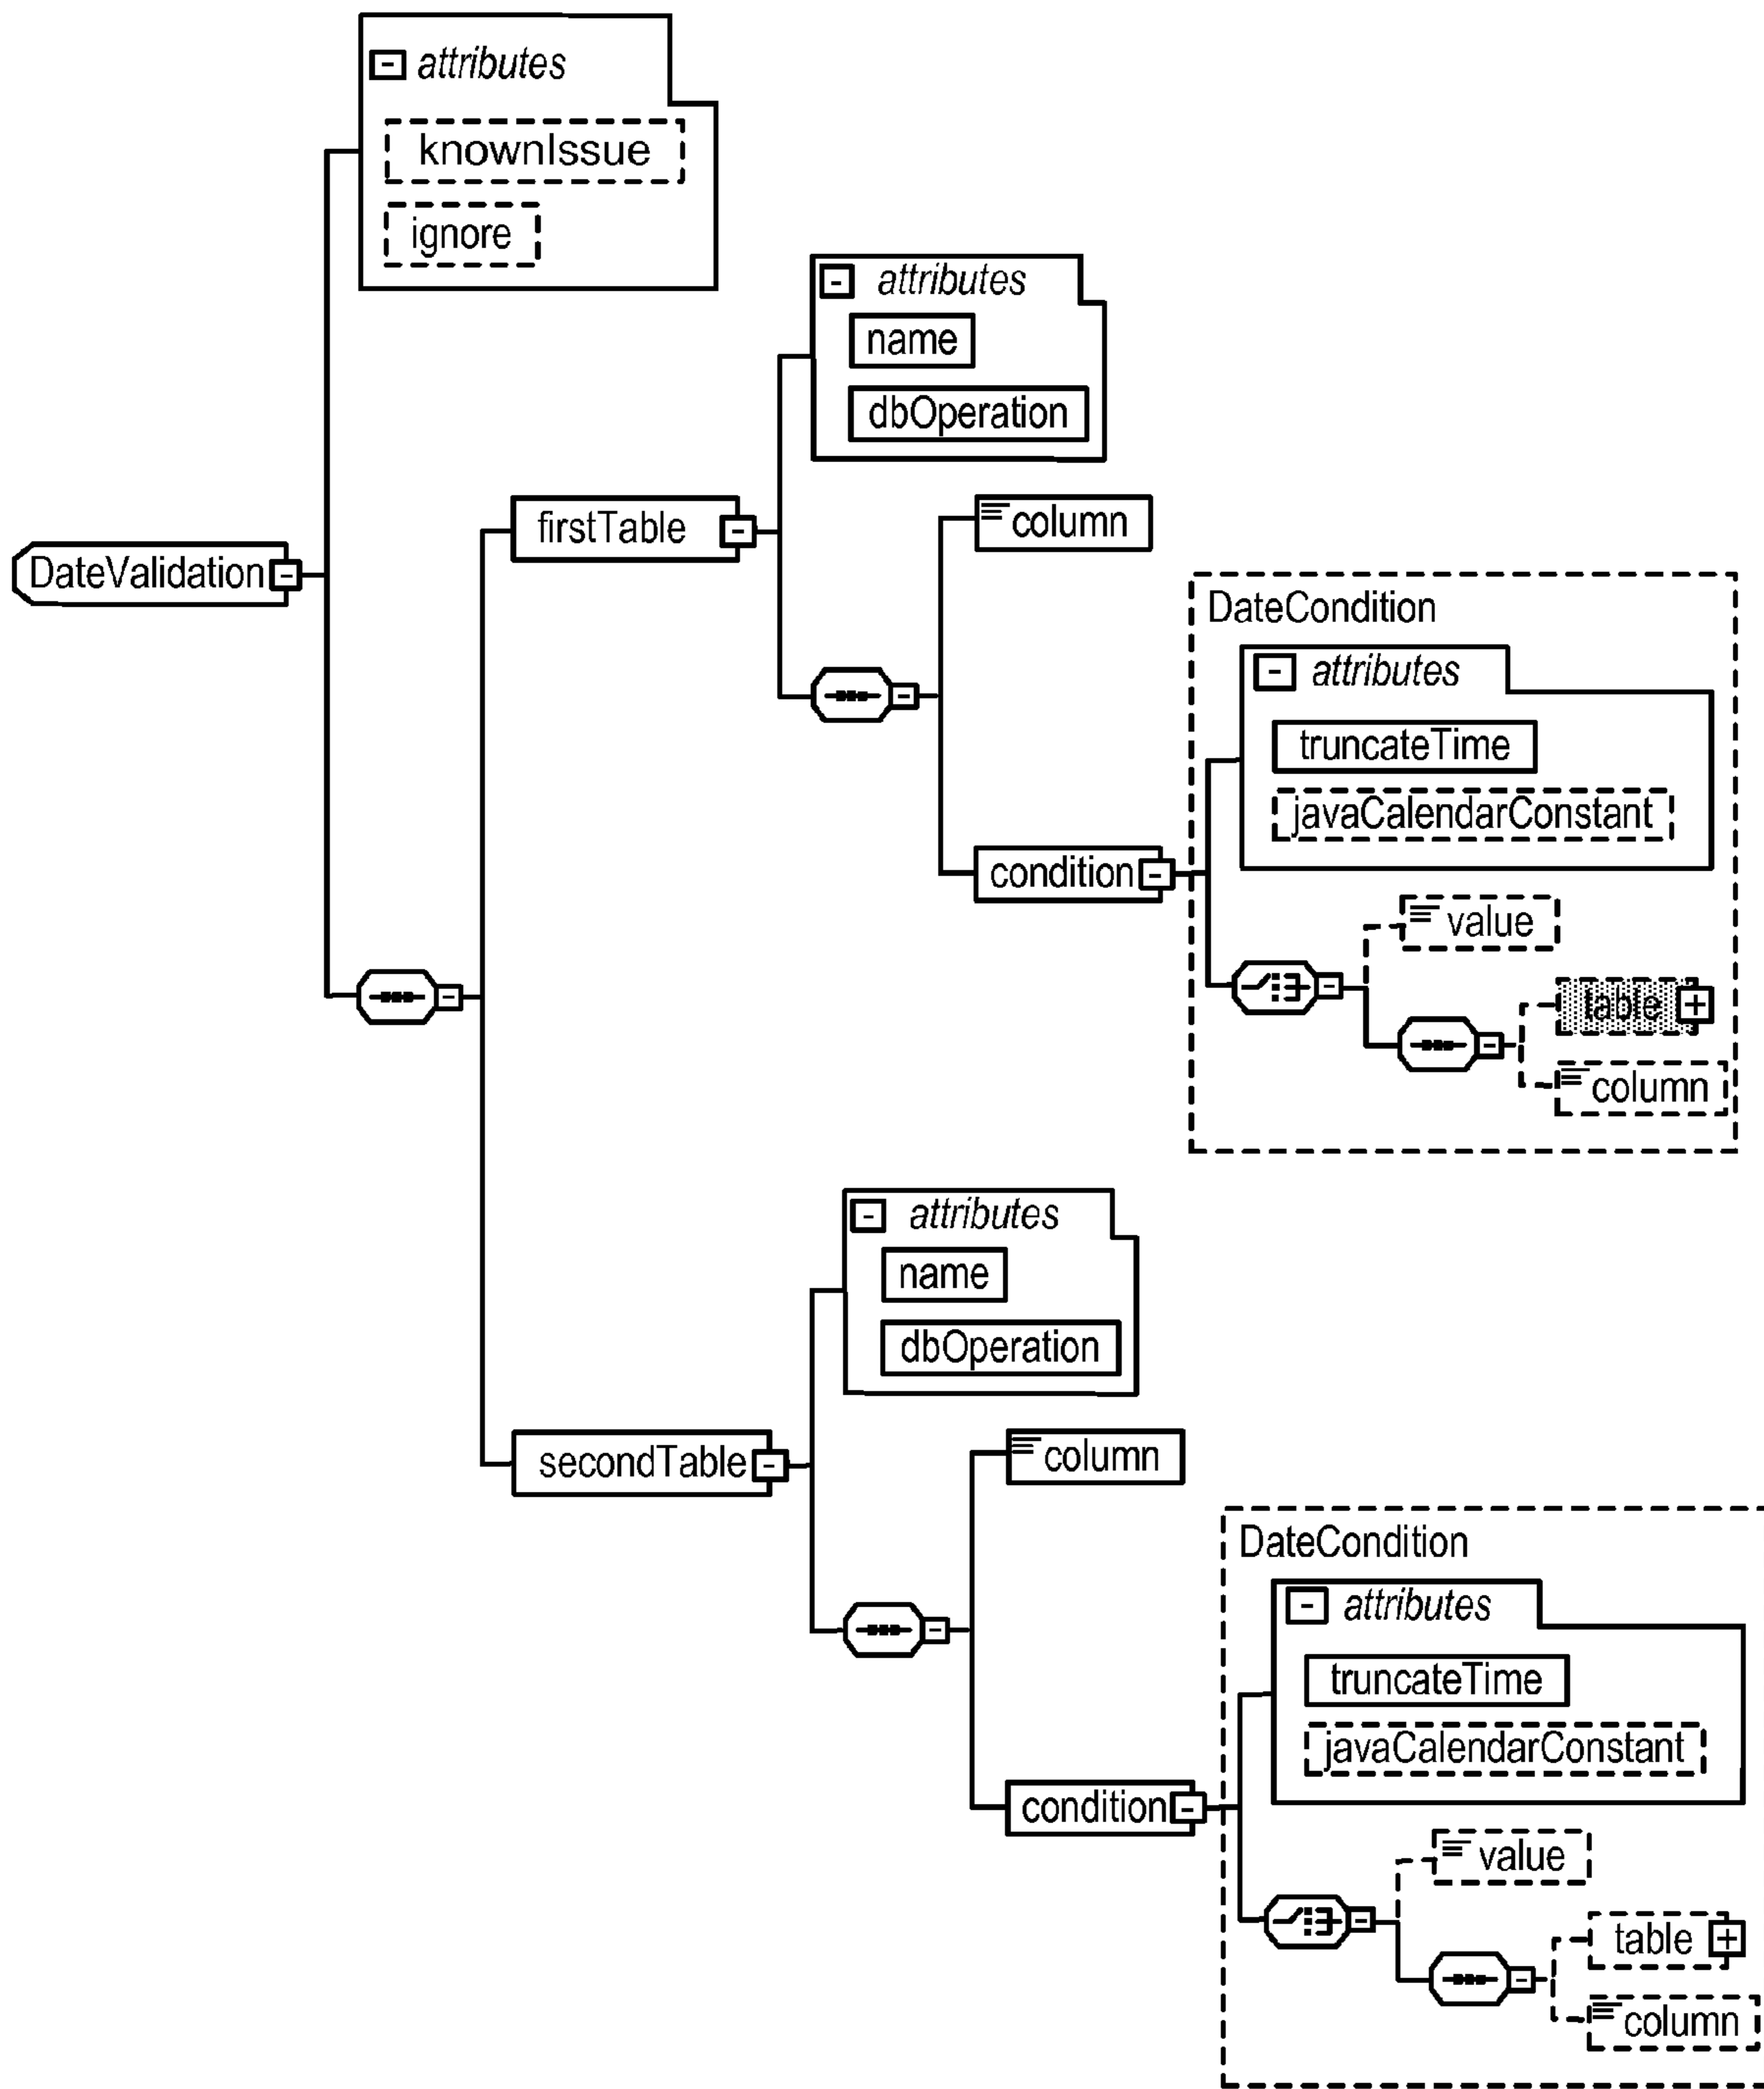 attributes
knownIssue
ignore
attributes
name
dbOperation
firstTable
column
DateValidation
DateCondition
attributes
truncateTime
javaCalendarConstant
condition
value
table
column
attributes
name
dbOperation
secondTable
column
DateCondition
attributes
truncateTime
javaCalendarConstant
condition
value
table
column